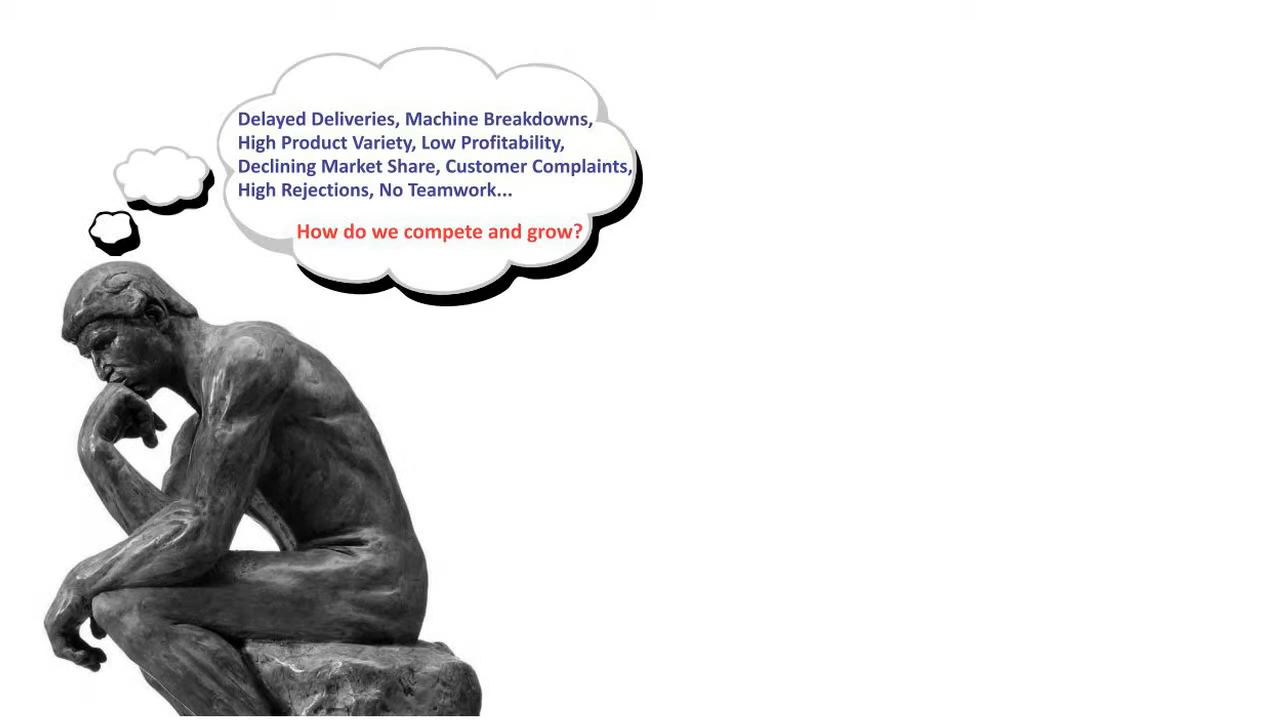 Delayed Deliveries, Machine Breakdowns,
High Product Variety, Low Profitability,
Declining Market Share, Customer Complaints,
High Rejections, No Teamwork...
How do we compete and grow?